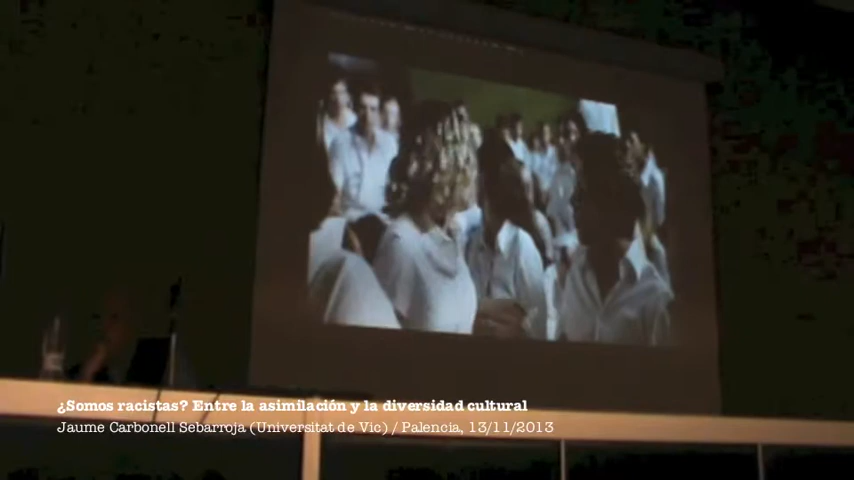 ¿Somos racistas? Entre la asimilación y la diversidad cultural
Jaume Carbonell Sebarroja (Universitat de Vic) / Palencia, 13/11/2013